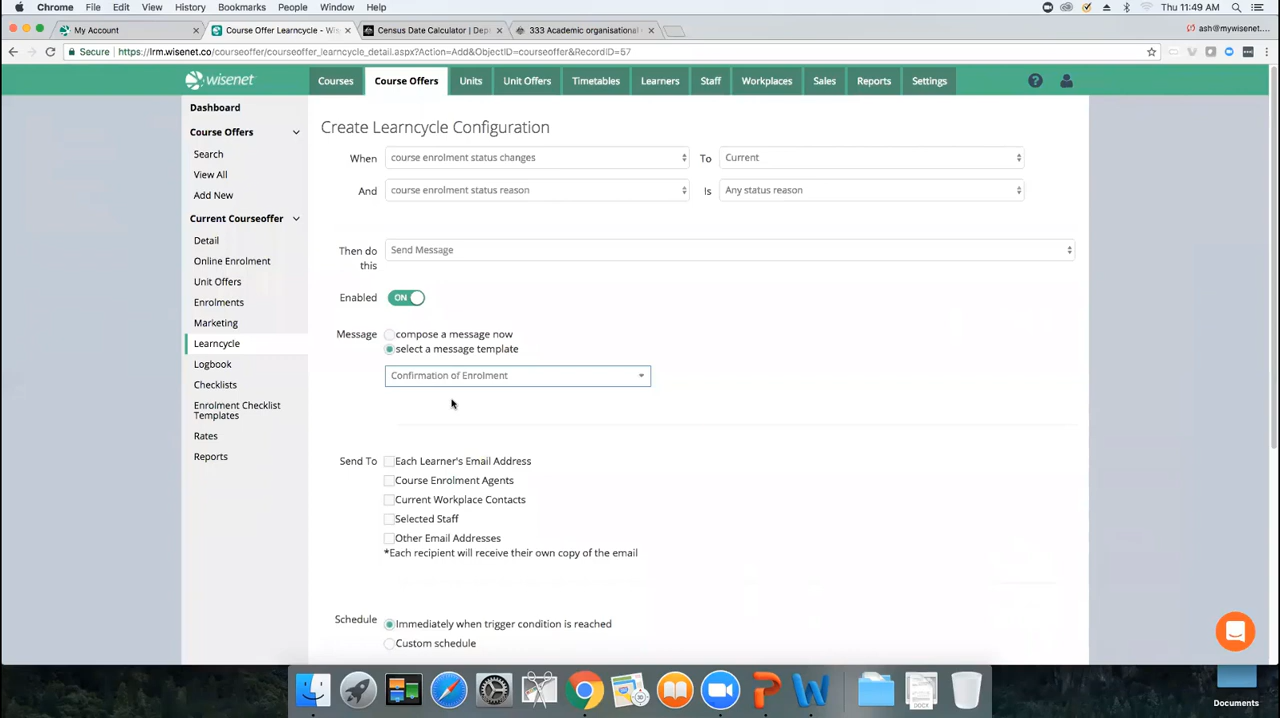 Chrome File Edit View History Bookmarks People Window Help Thu 11:49 AM
My Account × Course Offer Learncycle - Wis × Census Date Calculator | Dep × 333 Academic organisational × ash@mywisenet....
Secure https://lrm.wisenet.co/courseoffer/courseoffer_learncycle_detail.aspx?Action=Add&ObjectID=courseoffer&RecordID=57
wisenet Courses Course Offers Units Unit Offers Timetables Learners Staff Workplaces Sales Reports Settings
Dashboard
Course Offers
Search
View All
Add New
Current Courseoffer
Detail
Online Enrolment
Unit Offers
Enrolments
Marketing
Learncycle
Logbook
Checklists
Enrolment Checklist
Templates
Rates
Reports
Create Learncycle Configuration
When course enrolment status changes To Current
And course enrolment status reason Is Any status reason
Then do
this
Send Message
Enabled ON
Message compose a message now
select a message template
Confirmation of Enrolment
Send To Each Learner's Email Address
Course Enrolment Agents
Current Workplace Contacts
Selected Staff
Other Email Addresses
*Each recipient will receive their own copy of the email
Schedule Immediately when trigger condition is reached
Custom schedule
Documents